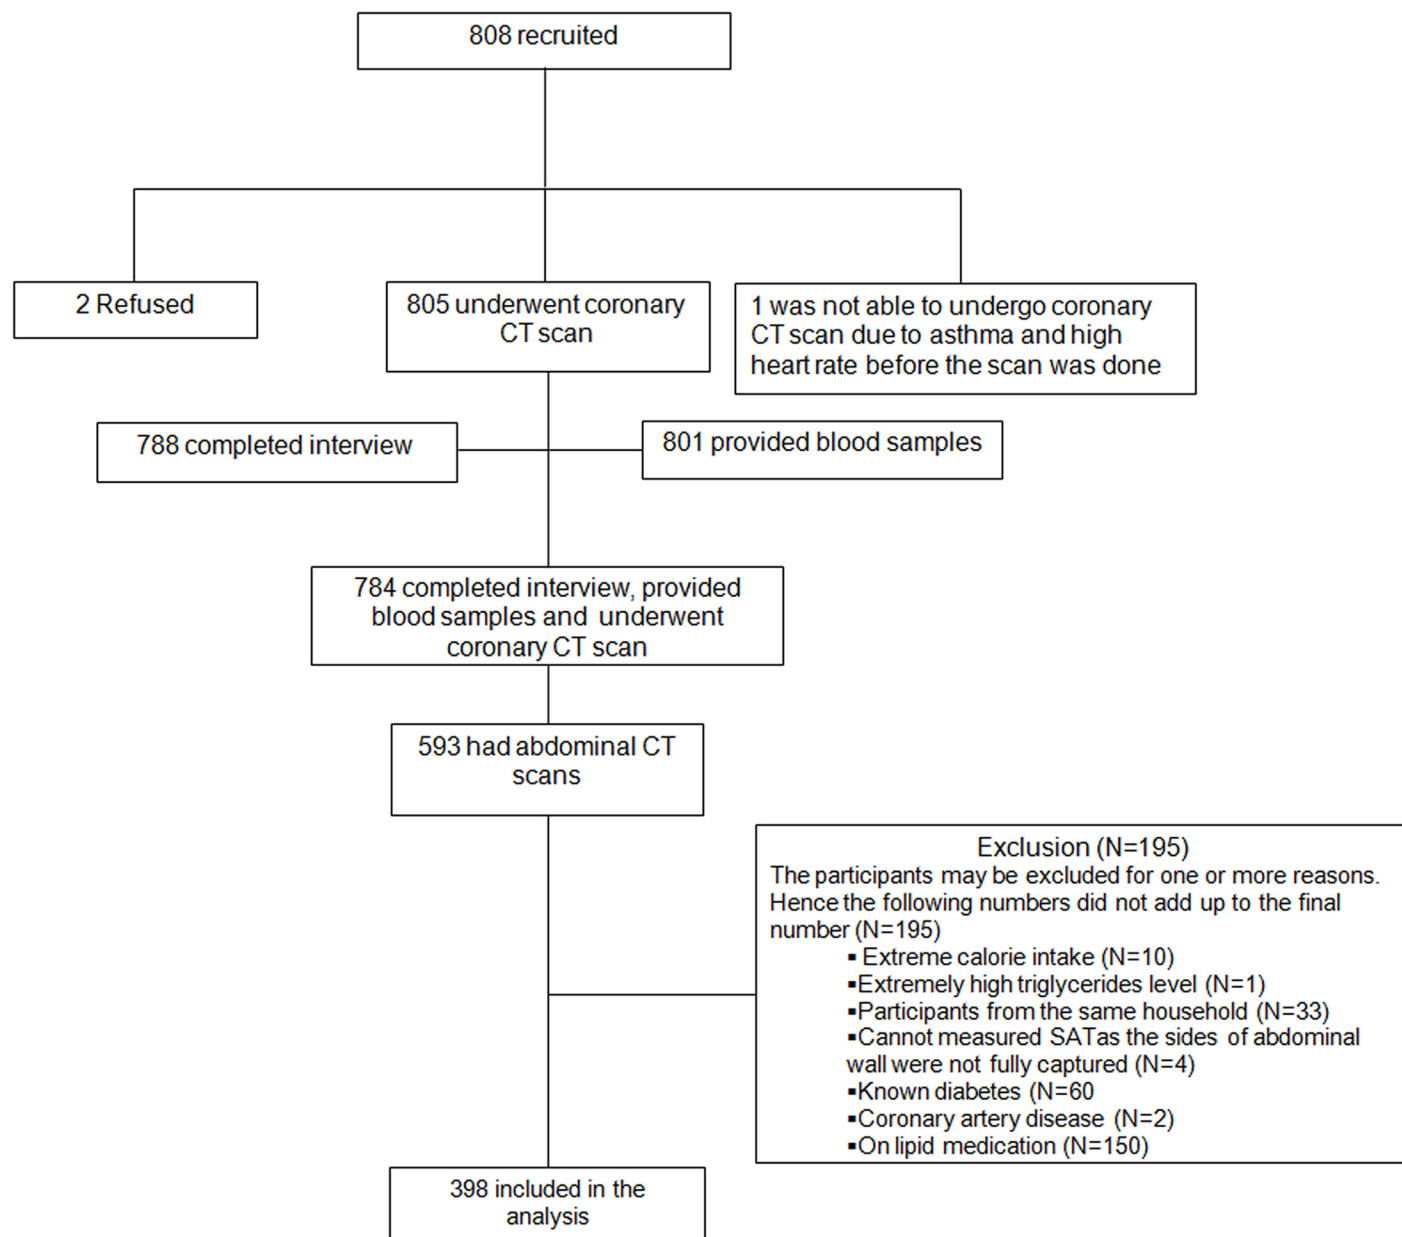 808 recruited
2 Refused
805 underwent coronary
CT scan
1 was not able to undergo coronary
CT scan due to asthma and high
heart rate before the scan was done
788 completed interview
801 provided blood samples
784 completed interview, provided
blood samples and underwent
coronary CT scan
593 had abdominal CT
scans
Exclusion (N=195)
The participants may be excluded for one or more reasons.
Hence the following numbers did not add up to the final
number (N=195)
▪ Extreme calorie intake (N=10)
▪Extremely high triglycerides level (N=1)
▪Participants from the same household (N=33)
▪Cannot measured SATas the sides of abdominal
wall were not fully captured (N=4)
▪Known diabetes (N=60
▪Coronary artery disease (N=2)
▪On lipid medication (N=150)
398 included in the
analysis